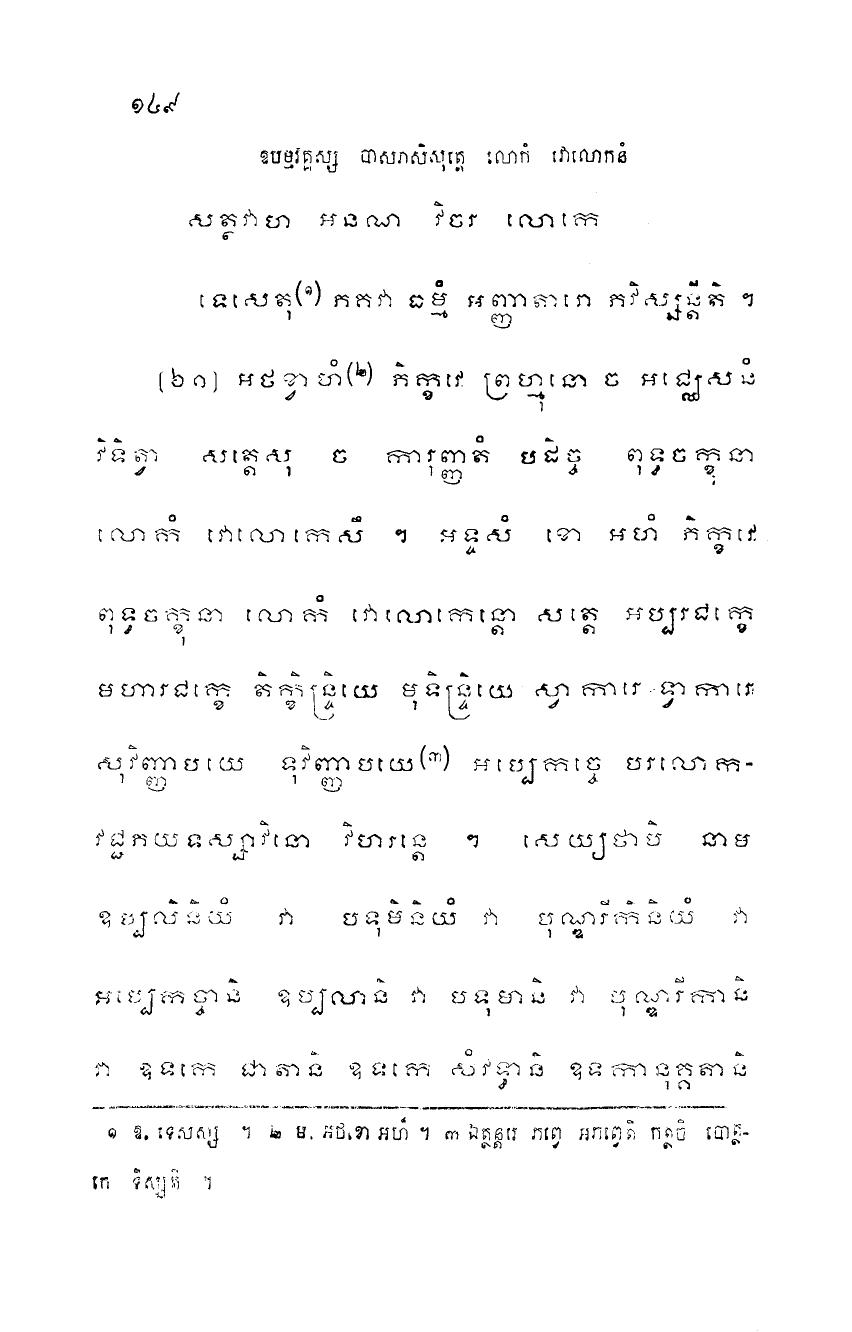 ១៤៩
ឱបម្មវគ្គស្ស បាសរាសិសុត្តេ លោកំ វោលោកនំ
សត្ថវាហ អនណ វិចរ លោកេ
ទេសេតុ(១) ភគវា ធម្មំ អញ្ញាតារោ ភវិស្សន្តីតិ ។
[៦១] អថខ្វាហំ(២) ភិក្ខវេ ព្រហ្មុនោ ច អជ្ឈេសនំ
វិទិត្វា សត្តេសុ ច ការុញ្ញតំ បដិច្ច ពុទ្ធចក្ខុនា
លោកំ វោលោកេសឹ ។ អទ្ទសំ ខោ អហំ ភិក្ខវេ
ពុទ្ធចក្ខុនា លោកំ វោលោកេន្តោ សត្តេ អប្បរជក្ខេ
មហារជក្ខេ តិក្ខិន្ទ្រិយេ មុទិន្ទ្រិយេ ស្វាការេ ទ្វាការេ
សុវិញ្ញាបយេ ទុវិញ្ញាបយេ(៣) អប្បេកច្ចេ បរលោក-
វជ្ជភយទស្សាវិនោ វិហរន្តេ ។ សេយ្យថាបិ នាម
ឧប្បលិនិយំ វា បទុមិនិយំ វា បុណ្ឌរីកិនិយំ វា
អប្បេកច្ចានិ ឧប្បលានិ វា បទុមានិ វា បុណ្ឌរីកានិ
វា ឧទកេ ជាតានិ ឧទកេ សំវឌ្ឍានិ ឧទកានុគ្គតានិ
១ ឱ. ទេសស្សុ ។ ២ ម. អថ ខោ អហំ ។ ៣ ឯត្ថន្តរេ ភព្វេ អភព្វេតិ កត្ថចិ បោត្ថ-
កេ ទិស្សតិ ។